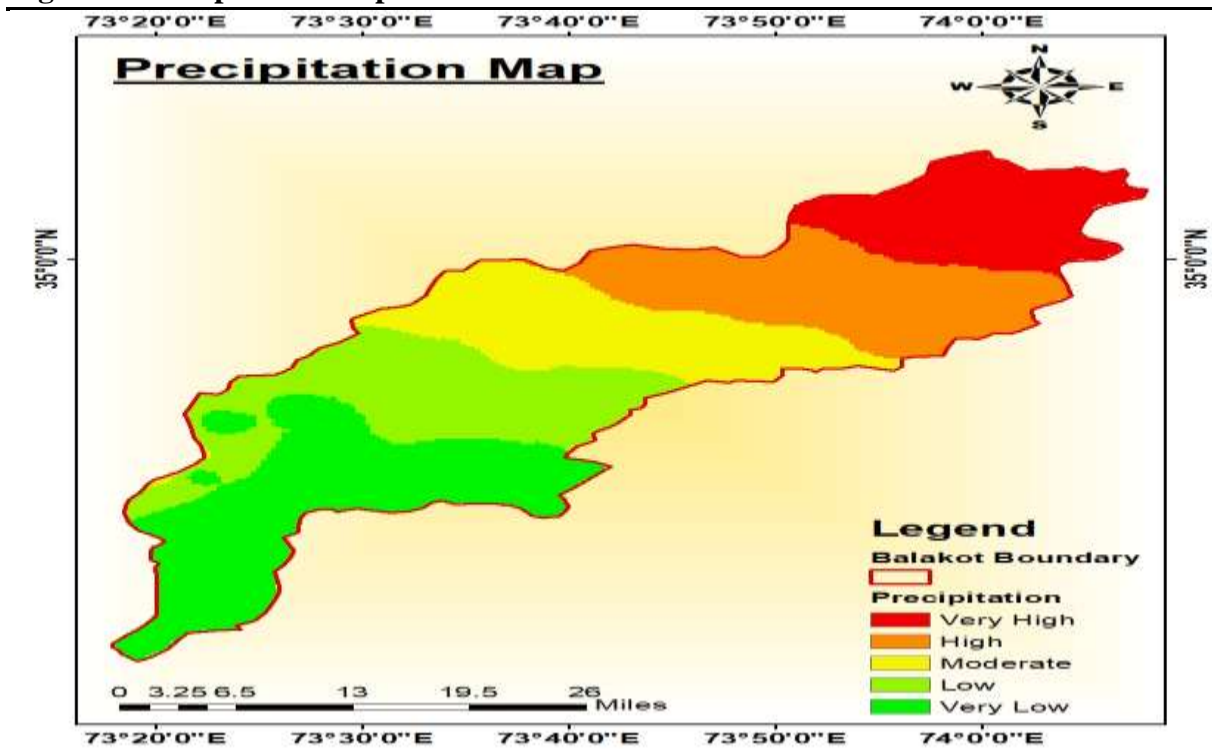 73°20'0"E 73°30'0"E 73°40'0"E 73°50'0"E 74°0'0"E
Precipitation Map
N
W E
S
35°0'0"N 35°0'0"N
Legend
Balakot Boundary
Precipitation
Very High
High
Moderate
Low
Very Low
0 3.25 6.5 13 19.5 26
Miles
73°20'0"E 73°30'0"E 73°40'0"E 73°50'0"E 74°0'0"E